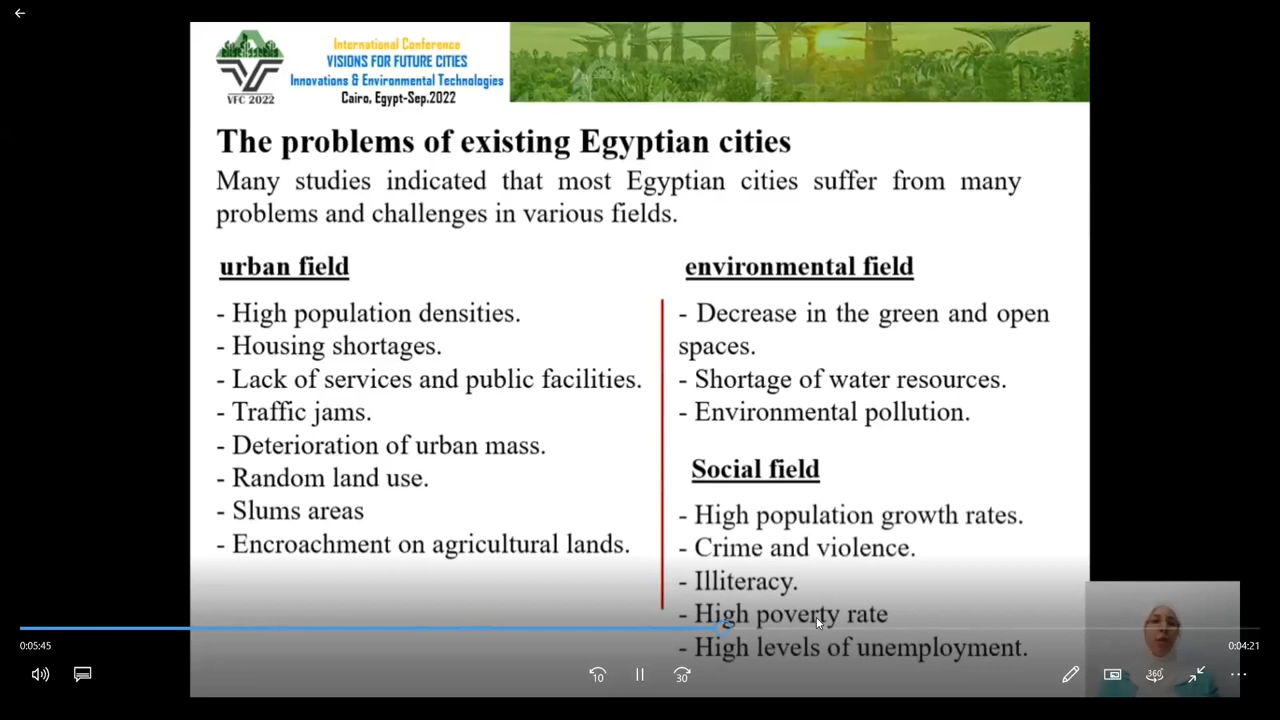 International Conference
VISIONS FOR FUTURE CITIES
Innovations & Environmental Technologies
Cairo, Egypt-Sep.2022
VFC 2022
The problems of existing Egyptian cities
Many studies indicated that most Egyptian cities suffer from many
problems and challenges in various fields.
urban field
- High population densities.
- Housing shortages.
- Lack of services and public facilities.
- Traffic jams.
- Deterioration of urban mass.
- Random land use.
- Slums areas
- Encroachment on agricultural lands.
environmental field
- Decrease in the green and open
spaces.
- Shortage of water resources.
- Environmental pollution.
Social field
- High population growth rates.
- Crime and violence.
- Illiteracy.
- High poverty rate
- High levels of unemployment.
0:05:45
0:04:21
10
30
360